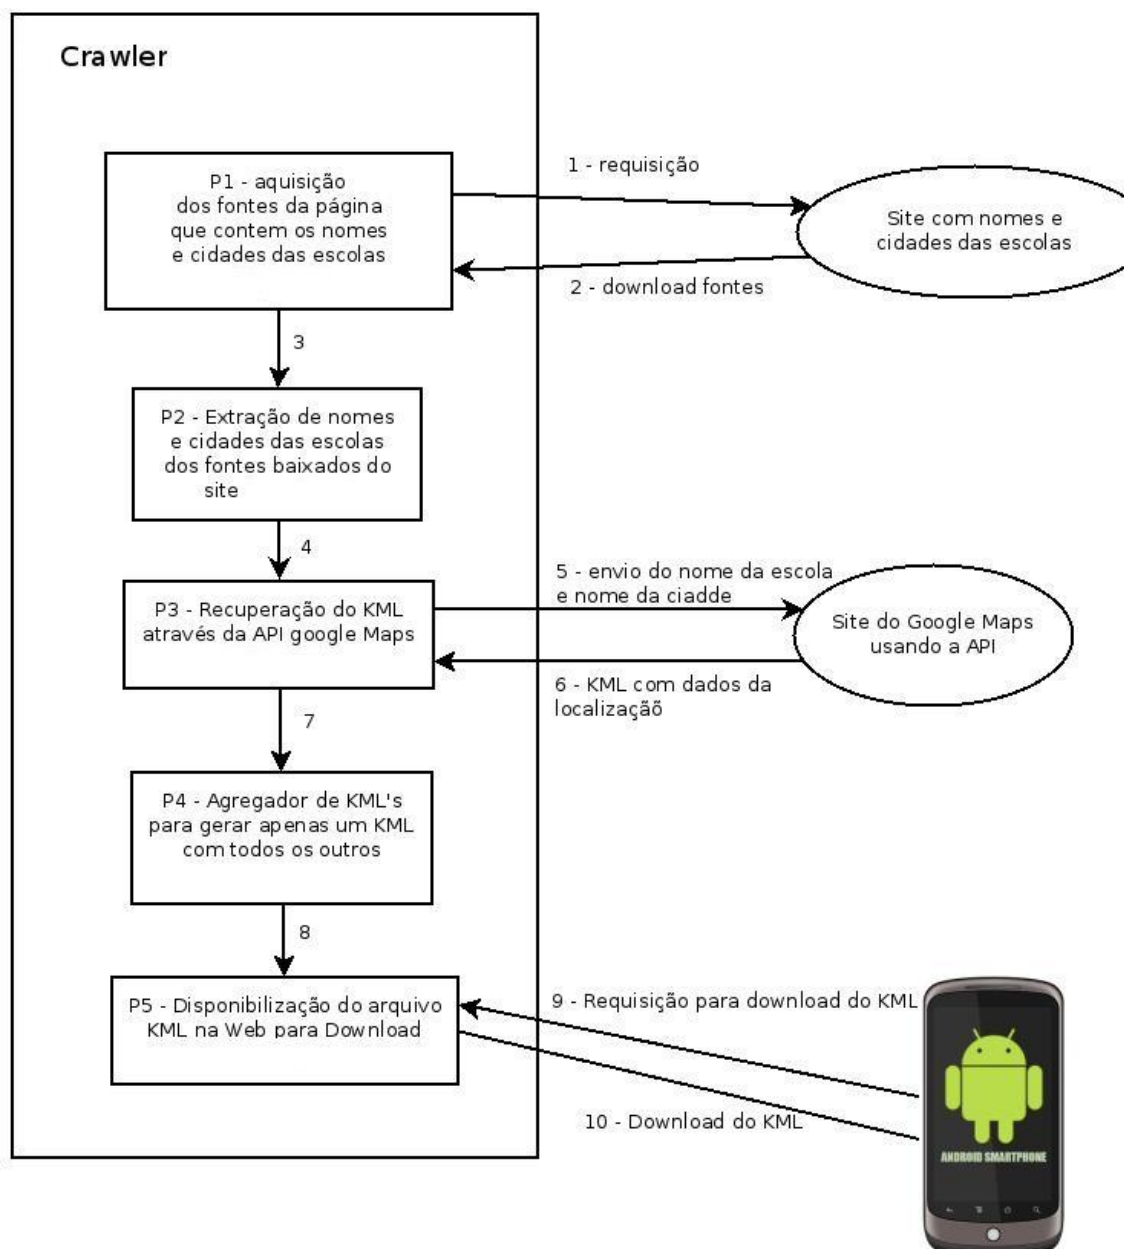 Crawler
P1 - aquisição
dos fontes da página
que contem os nomes
e cidades das escolas
1 - requisição
Site com nomes e
cidades das escolas
2 - download fontes
3
P2 - Extração de nomes
e cidades das escolas
dos fontes baixados do
site
4
P3 - Recuperação do KML
através da API google Maps
5 - envio do nome da escola
e nome da ciadde
Site do Google Maps
usando a API
6 - KML com dados da
localizaçaõ
7
P4 - Agregador de KML's
para gerar apenas um KML
com todos os outros
8
P5 - Disponibilização do arquivo
KML na Web para Download
9 - Requisição para download do KML
10 - Download do KML
ANDROID SMARTPHONE